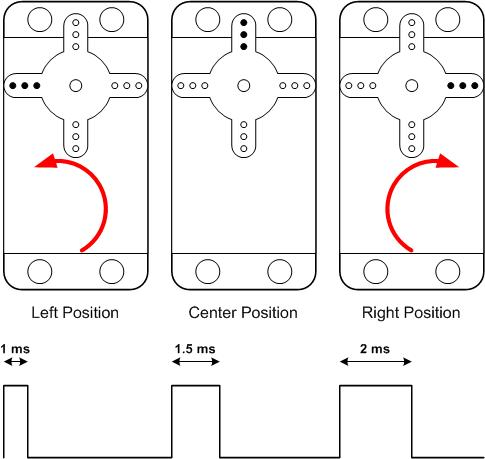 Left Position
Center Position
Right Position
1 ms
1.5 ms
2 ms